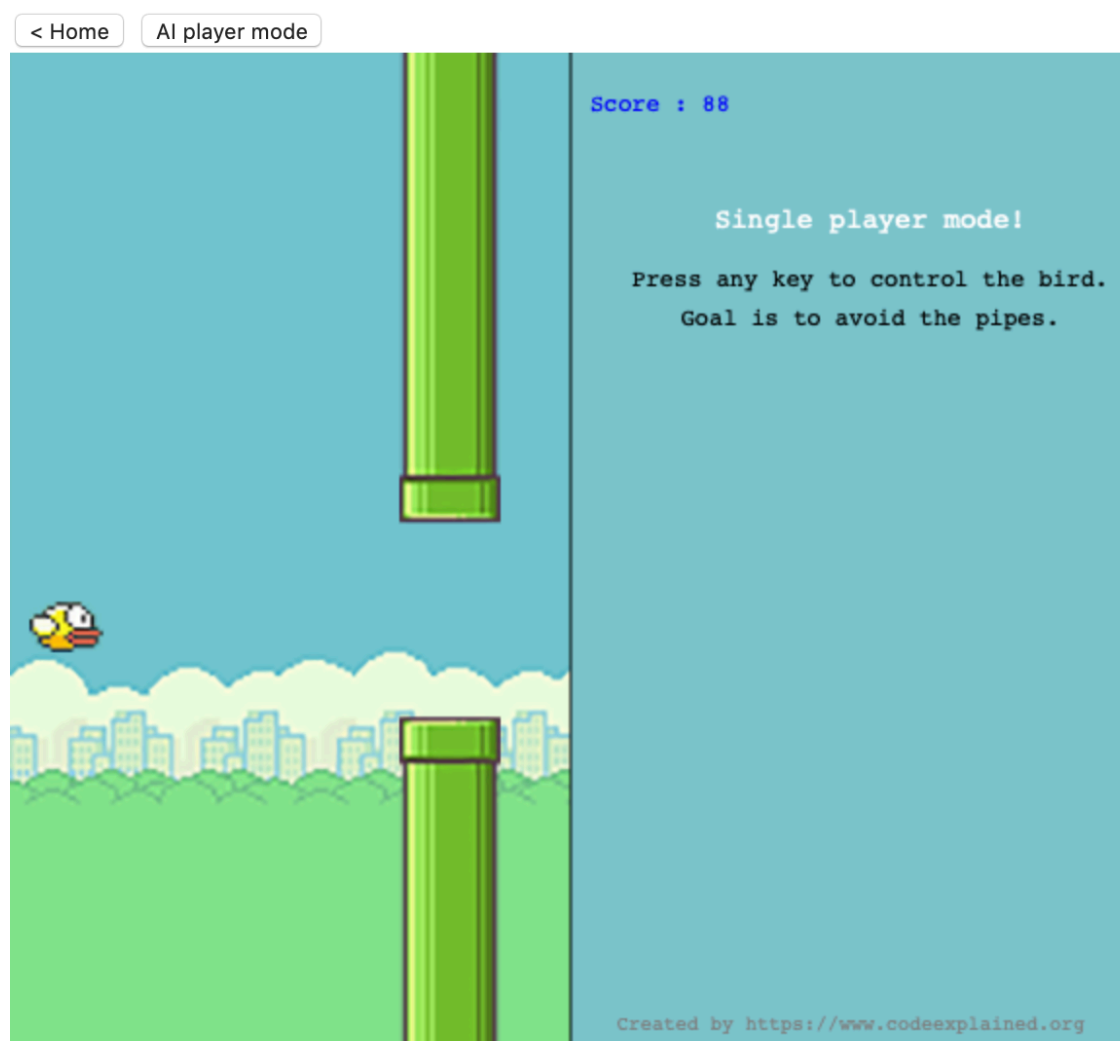 < Home
AI player mode
Score : 88
Single player mode!
Press any key to control the bird.
Goal is to avoid the pipes.
Created by https://www.codeexplained.org